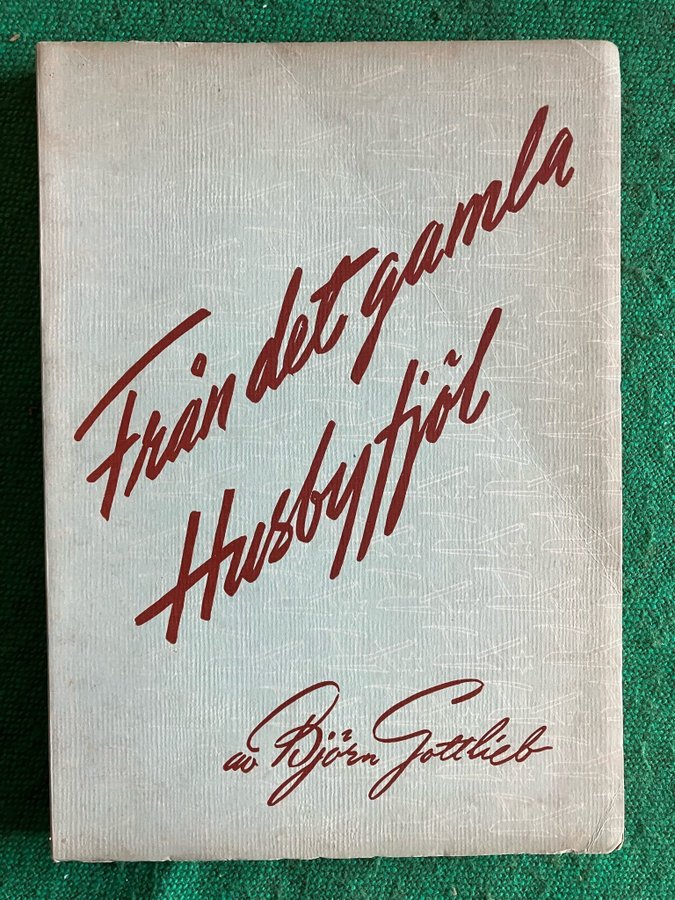 Från det gamla
Husbyfjöl
av Björn Gottlieb